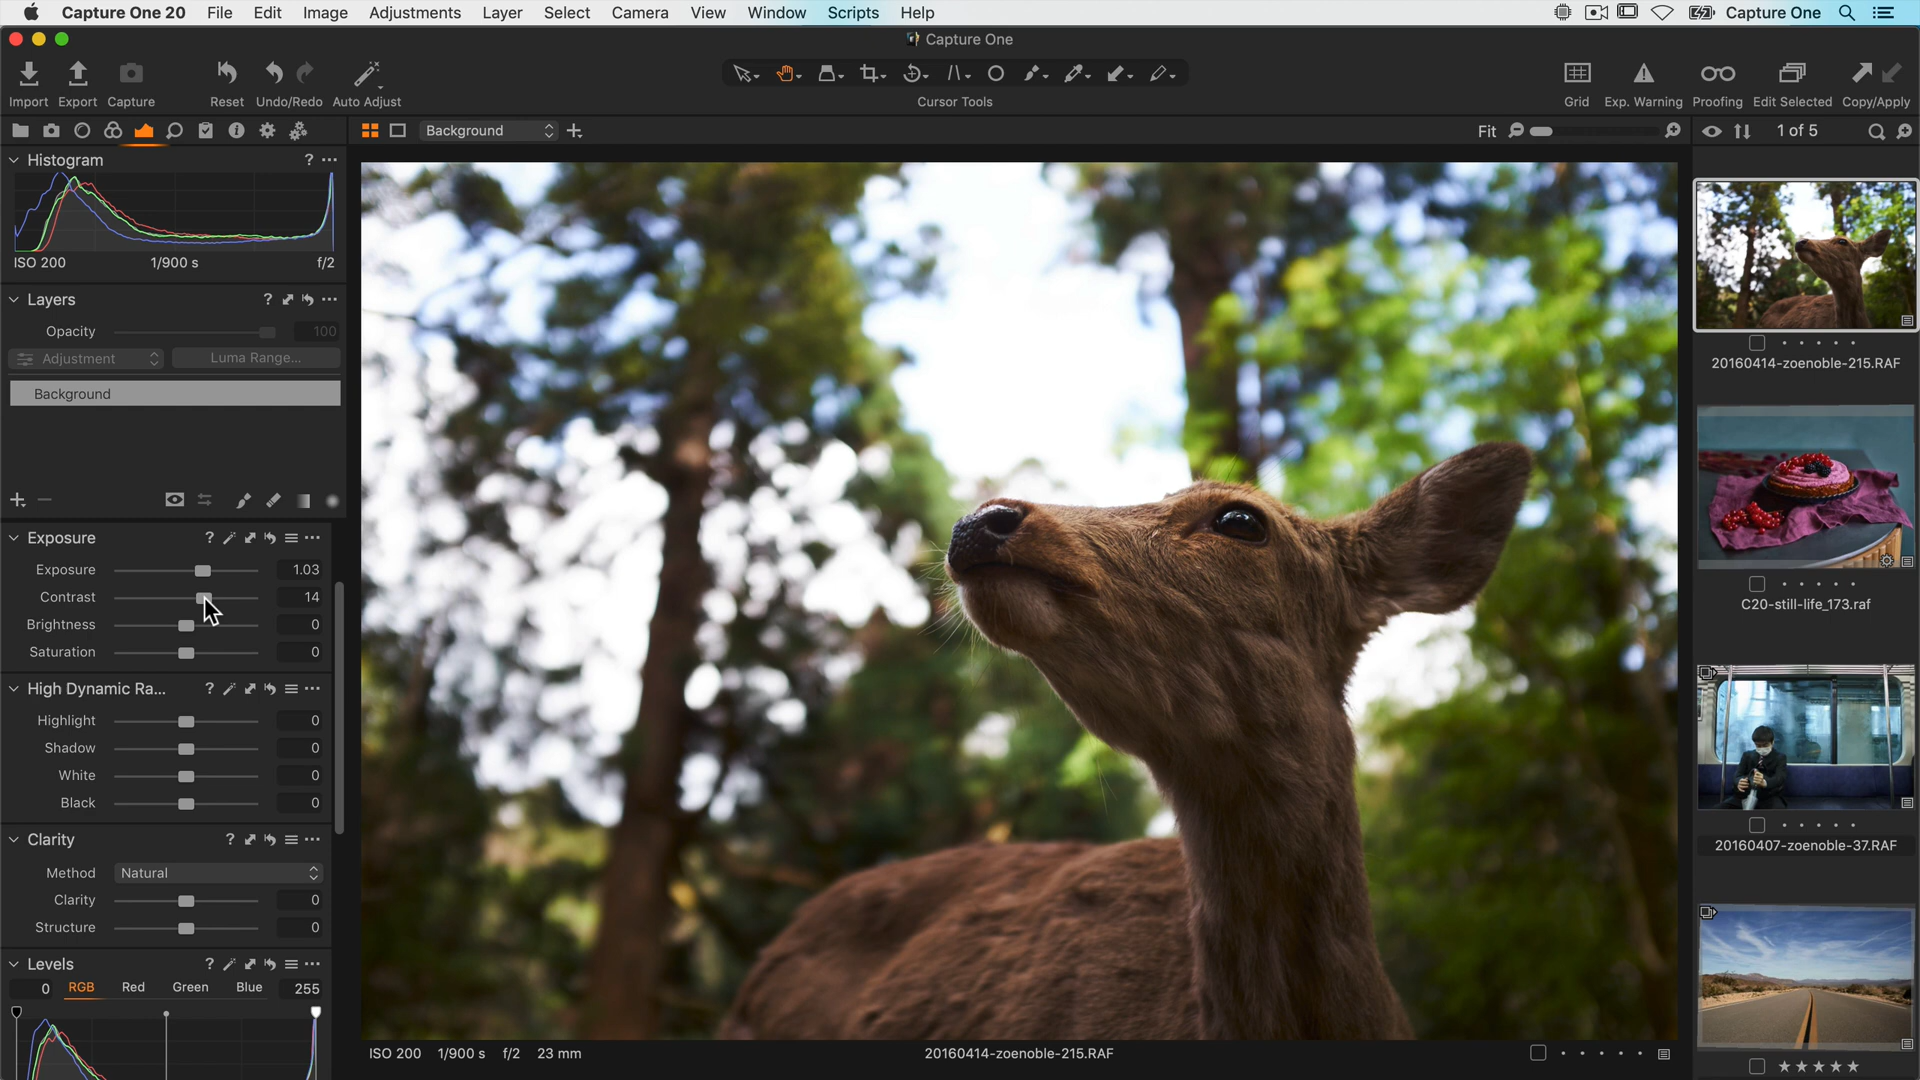 Capture One 20 File Edit Image Adjustments Layer Select Camera View Window Scripts Help Capture One
Capture One
Import Export Capture Reset Undo/Redo Auto Adjust Cursor Tools Grid Exp. Warning Proofing Edit Selected Copy/Apply
Background Fit 1 of 5
Histogram ?
ISO 200 1/900 s f/2
Layers ?
Opacity 100
Adjustment Luma Range...
Background
Exposure ?
Exposure 1.03
Contrast 14
Brightness 0
Saturation 0
High Dynamic Ra... ?
Highlight 0
Shadow 0
White 0
Black 0
Clarity ?
Method Natural
Clarity 0
Structure 0
Levels ?
0 RGB Red Green Blue 255
ISO 200 1/900 s f/2 23 mm 20160414-zoenoble-215.RAF
20160414-zoenoble-215.RAF
C20-still-life_173.raf
20160407-zoenoble-37.RAF